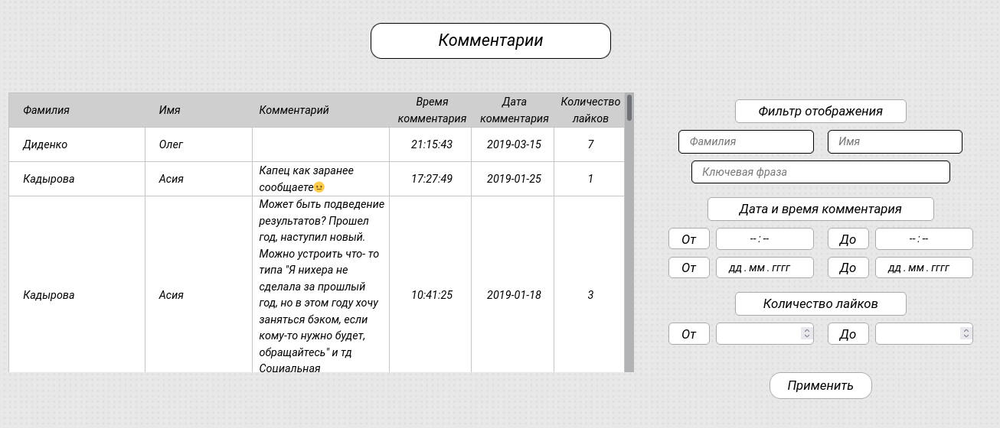 Комментарии
Фамилия Имя Комментарий Время комментария Дата комментария Количество лайков
Диденко Олег 21:15:43 2019-03-15 7
Кадырова Асия Капец как заранее
сообщаете😐 17:27:49 2019-01-25 1
Кадырова Асия Может быть подведение
результатов? Прошел
год, наступил новый.
Можно устроить что- то
типа "Я нихера не
сделала за прошлый
год, но в этом году хочу
заняться бэком, если
кому-то нужно будет,
обращайтесь" и тд
Социальная
10:41:25 2019-01-18 3
Фильтр отображения
Фамилия Имя
Ключевая фраза
Дата и время комментария
От --:-- До --:--
От дд.мм.гггг До дд.мм.гггг
Количество лайков
От До
Применить